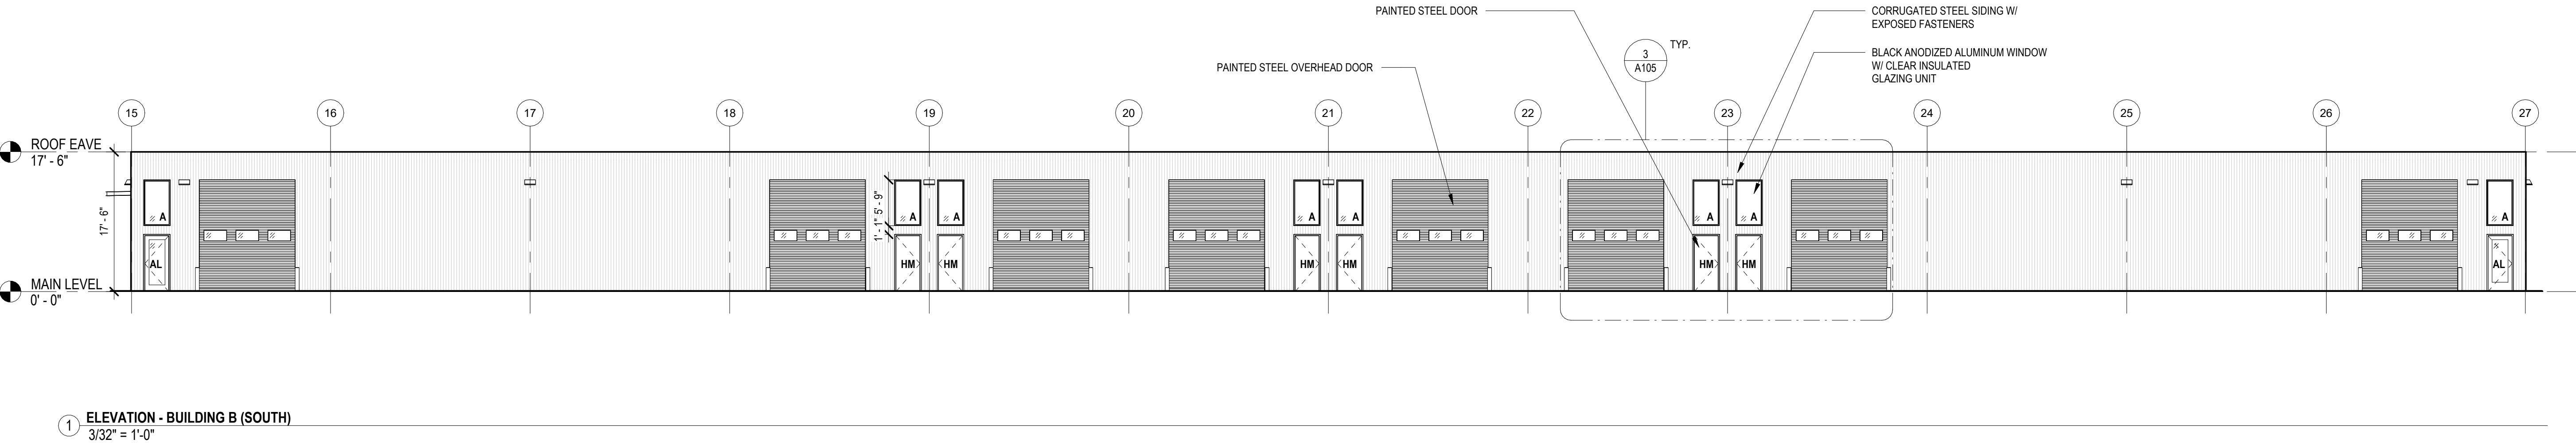 PAINTED STEEL DOOR
CORRUGATED STEEL SIDING W/
EXPOSED FASTENERS
3
A105
TYP.
BLACK ANODIZED ALUMINUM WINDOW
W/ CLEAR INSULATED
GLAZING UNIT
PAINTED STEEL OVERHEAD DOOR
15 16 17 18 19 20 21 22 23 24 25 26 27
ROOF EAVE
17' - 6"
17' - 6"
5' - 9"
1' - 1"
A A A A A A A A
AL HM HM HM HM HM HM AL
MAIN LEVEL
0' - 0"
1 ELEVATION - BUILDING B (SOUTH)
3/32" = 1'-0"